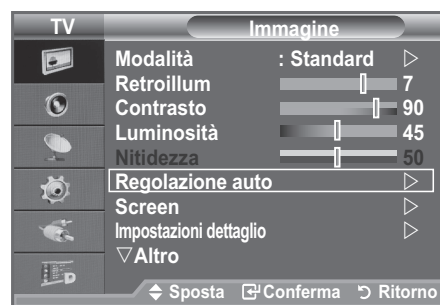 TV Immagine
Modalità : Standard ▷
Retroillum 7
Contrasto 90
Luminosità 45
Nitidezza 50
Regolazione auto ▷
Screen ▷
Impostazioni dettaglio ▷
▽Altro
Sposta Conferma Ritorno